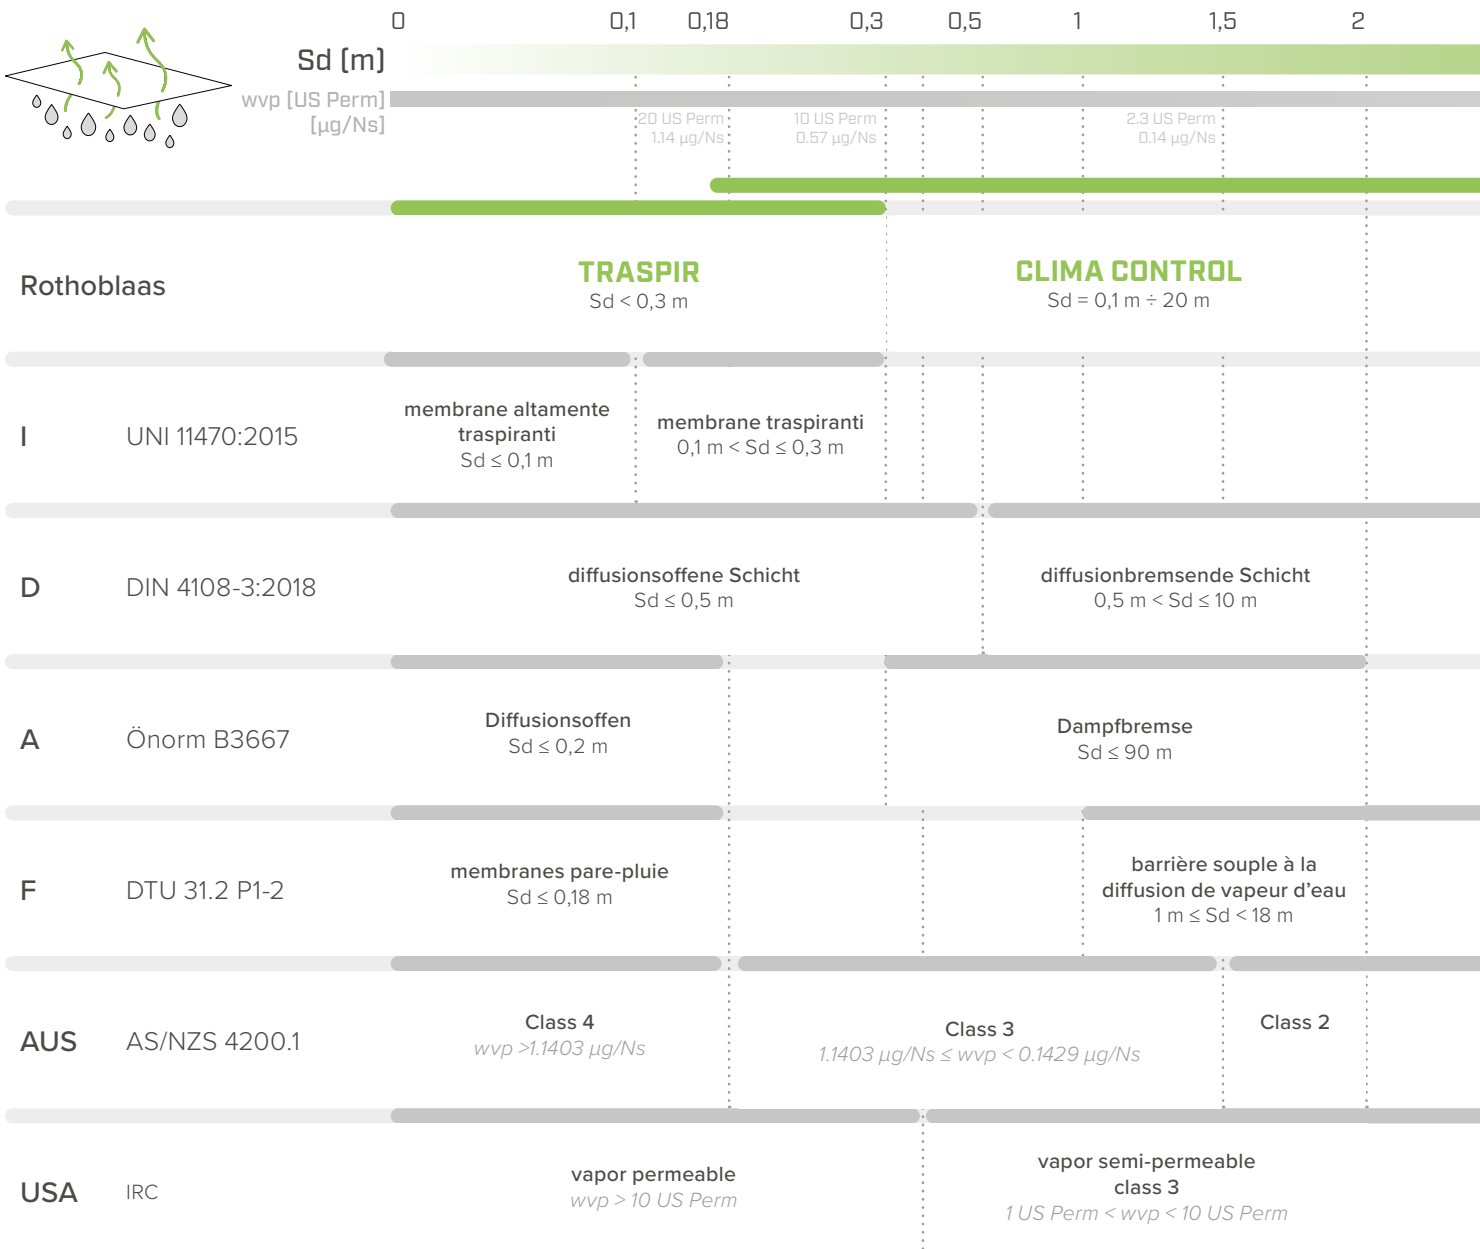 0 0,1 0,18 0,3 0,5 1 1,5 2
Sd [m]
wvp [US Perm]
[µg/Ns]
20 US Perm
1.14 µg/Ns
10 US Perm
0.57 µg/Ns
2.3 US Perm
0.14 µg/Ns
Rothoblaas
TRASPIR
Sd < 0,3 m
CLIMA CONTROL
Sd = 0,1 m ÷ 20 m
I UNI 11470:2015
membrane altamente
traspiranti
Sd ≤ 0,1 m
membrane traspiranti
0,1 m < Sd ≤ 0,3 m
D DIN 4108-3:2018
diffusionsoffene Schicht
Sd ≤ 0,5 m
diffusionbremsende Schicht
0,5 m < Sd ≤ 10 m
A Önorm B3667
Diffusionsoffen
Sd ≤ 0,2 m
Dampfbremse
Sd ≤ 90 m
F DTU 31.2 P1-2
membranes pare-pluie
Sd ≤ 0,18 m
barrière souple à la
diffusion de vapeur d’eau
1 m ≤ Sd < 18 m
AUS AS/NZS 4200.1
Class 4
wvp >1.1403 µg/Ns
Class 3
1.1403 µg/Ns ≤ wvp < 0.1429 µg/Ns
Class 2
USA IRC
vapor permeable
wvp > 10 US Perm
vapor semi-permeable
class 3
1 US Perm < wvp < 10 US Perm